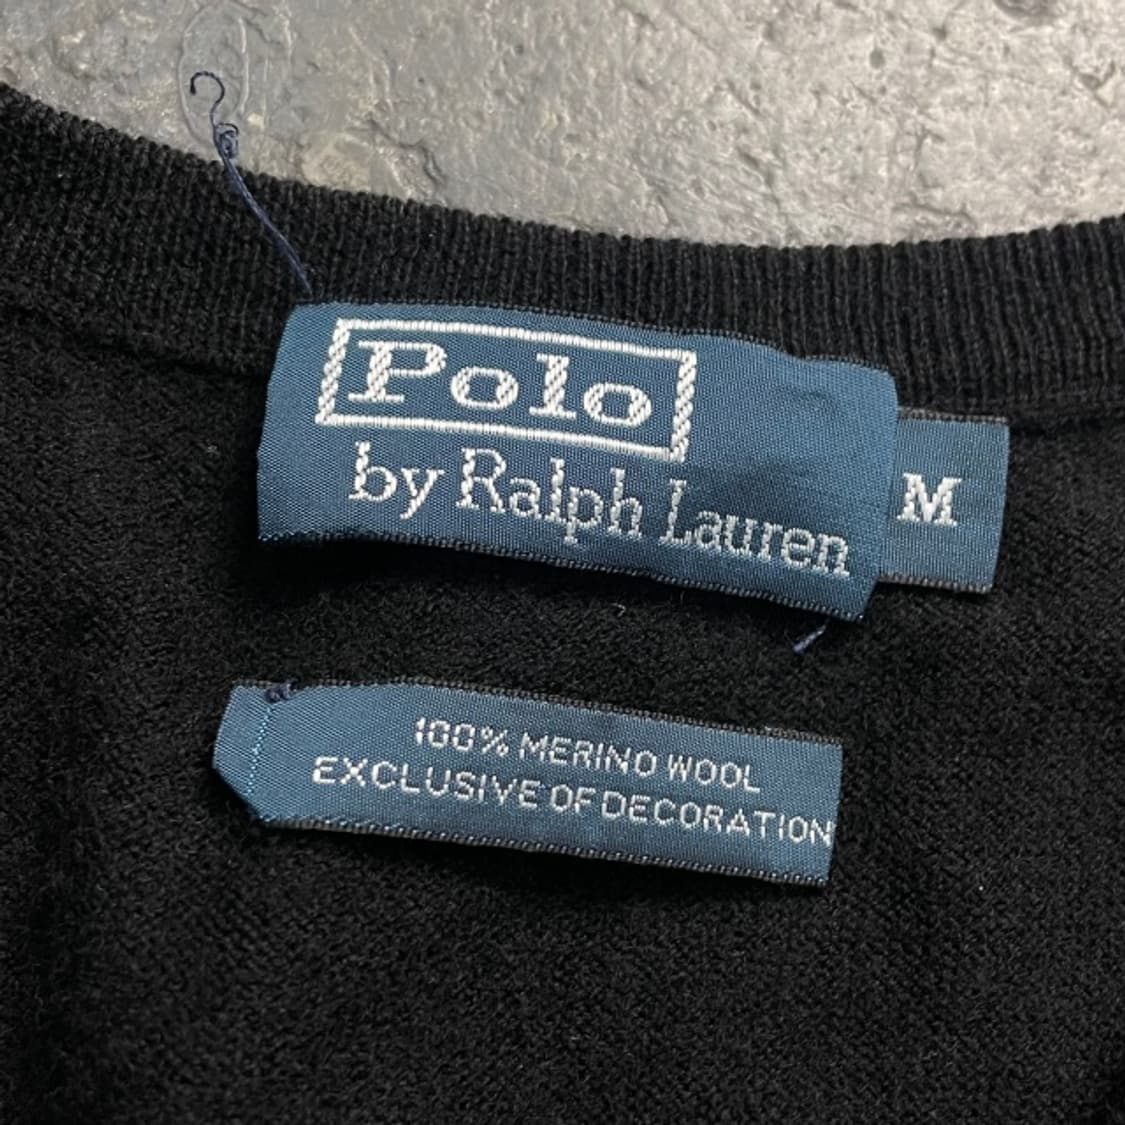 Polo
by Ralph Lauren
M
100% MERINO WOOL
EXCLUSIVE OF DECORATION